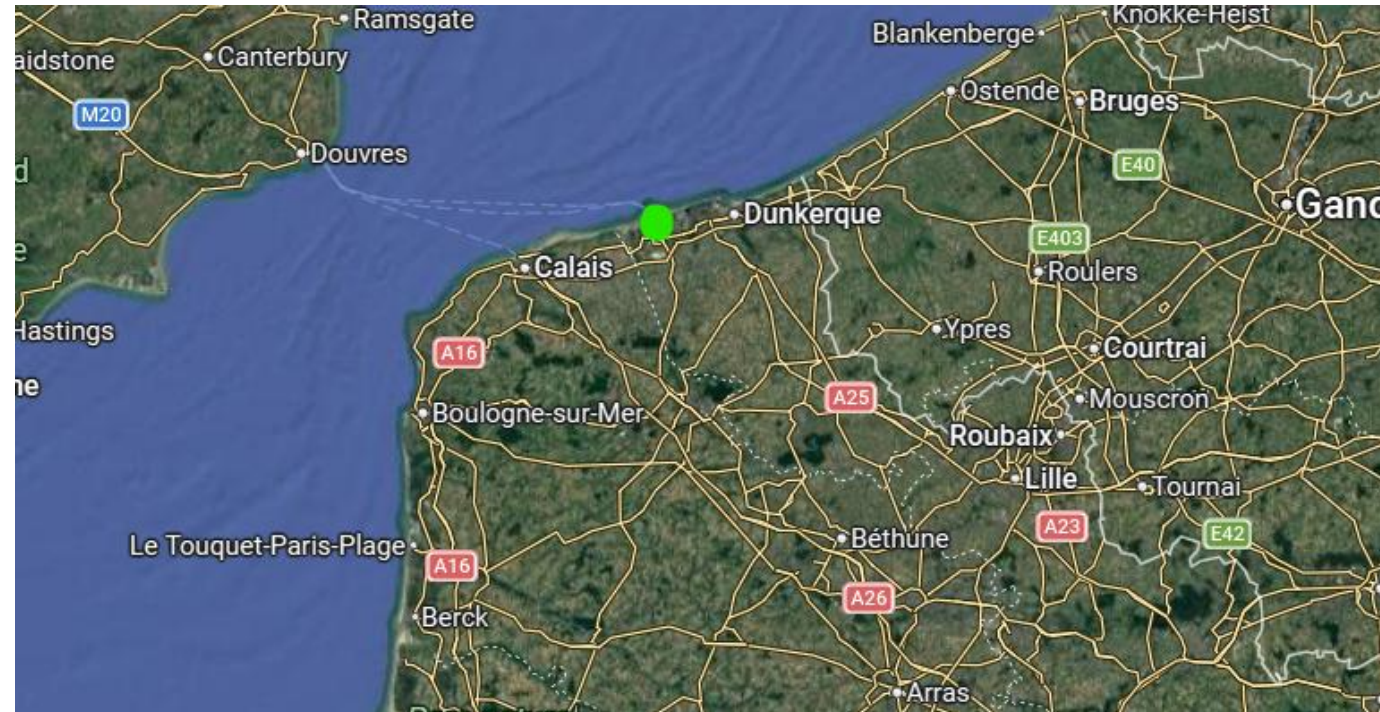 Ramsgate
Knokke-Heist
Blankenberge
aidstone
Canterbury
Ostende
Bruges
M20
Douvres
E40
d
Gand
Dunkerque
E403
e
Calais
Roulers
Hastings
Ypres
Courtrai
A16
ne
A25
Mouscron
Boulogne-sur-Mer
Roubaix
Lille
Tournai
A23
E42
Le Touquet-Paris-Plage
Béthune
A16
A26
Berck
Arras